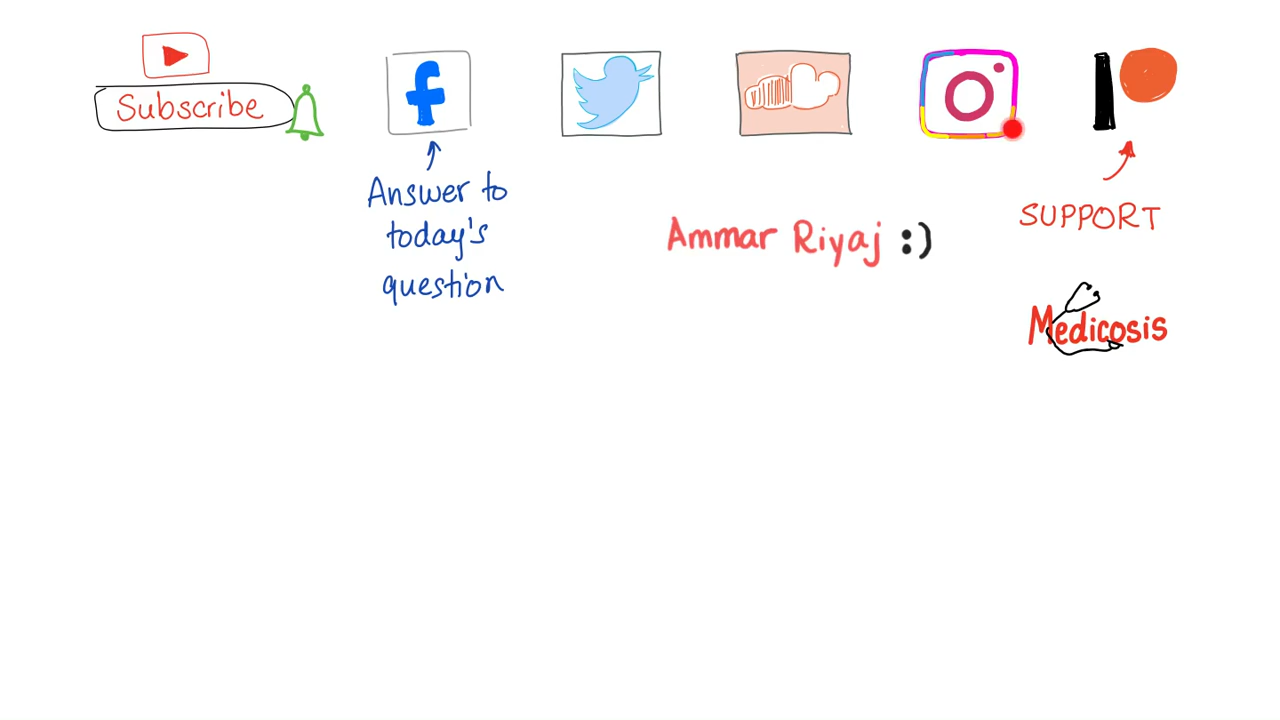 Subscribe
Answer to
today's
question
Ammar Riyaj :)
SUPPORT
Medicosis